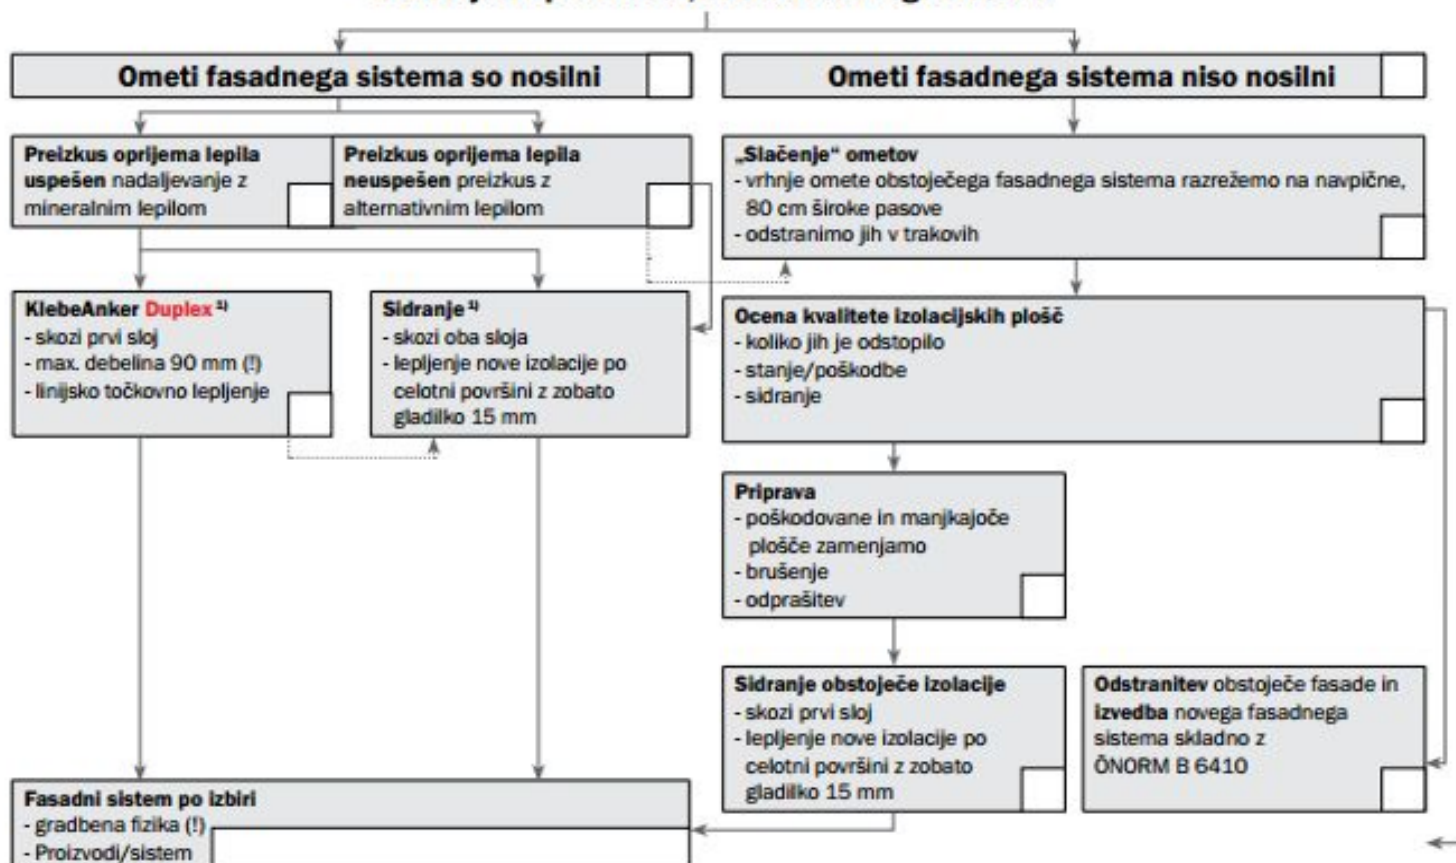 Ometi fasadnega sistema so nosilni
Ometi fasadnega sistema niso nosilni
Preizkus oprijema lepila
uspešen nadaljevanje z
mineralnim lepilom
Preizkus oprijema lepila
neuspešen preizkus z
alternativnim lepilom
„Slačenje“ ometov
- vrhnje omete obstoječega fasadnega sistema razrežemo na navpične,
80 cm široke pasove
- odstranimo jih v trakovih
KlebeAnker Duplex ¹⁾
- skozi prvi sloj
- max. debelina 90 mm (!)
- linijsko točkovno lepljenje
Sidranje ¹⁾
- skozi oba sloja
- lepljenje nove izolacije po
celotni površini z zobato
gladilko 15 mm
Ocena kvalitete izolacijskih plošč
- koliko jih je odstopilo
- stanje/poškodbe
- sidranje
Priprava
- poškodovane in manjkajoče
plošče zamenjamo
- brušenje
- odprašitev
Sidranje obstoječe izolacije
- skozi prvi sloj
- lepljenje nove izolacije po
celotni površini z zobato
gladilko 15 mm
Odstranitev obstoječe fasade in
izvedba novega fasadnega
sistema skladno z
ÖNORM B 6410
Fasadni sistem po izbiri
- gradbena fizika (!)
- Proizvodi/sistem